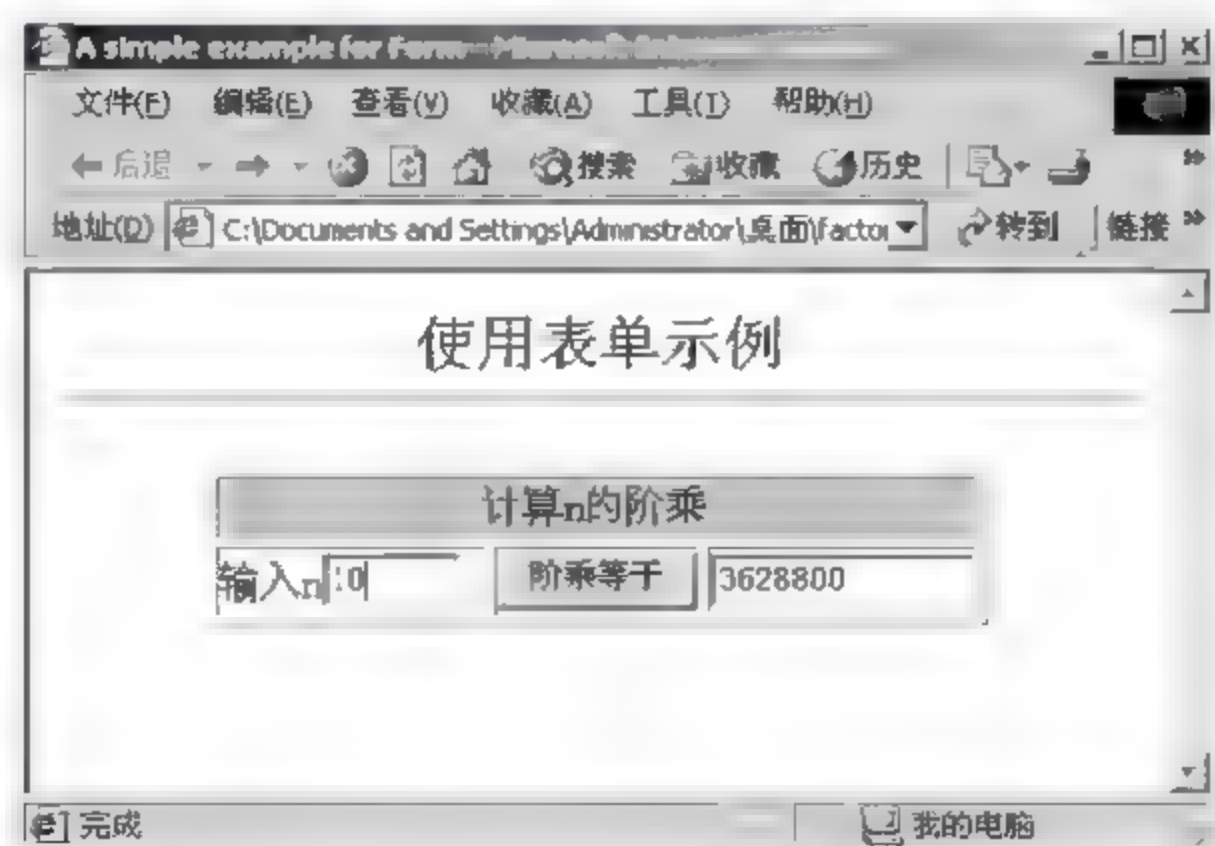 A simple example for Form--Microsoft
文件(F) 编辑(E) 查看(V) 收藏(A) 工具(T) 帮助(H)
后退 搜索 收藏 历史 »
地址(D) C:\Documents and Settings\Administrator\桌面\factor 转到 链接 »
使用表单示例
计算n的阶乘
输入n 10 阶乘等于 3628800
完成 我的电脑